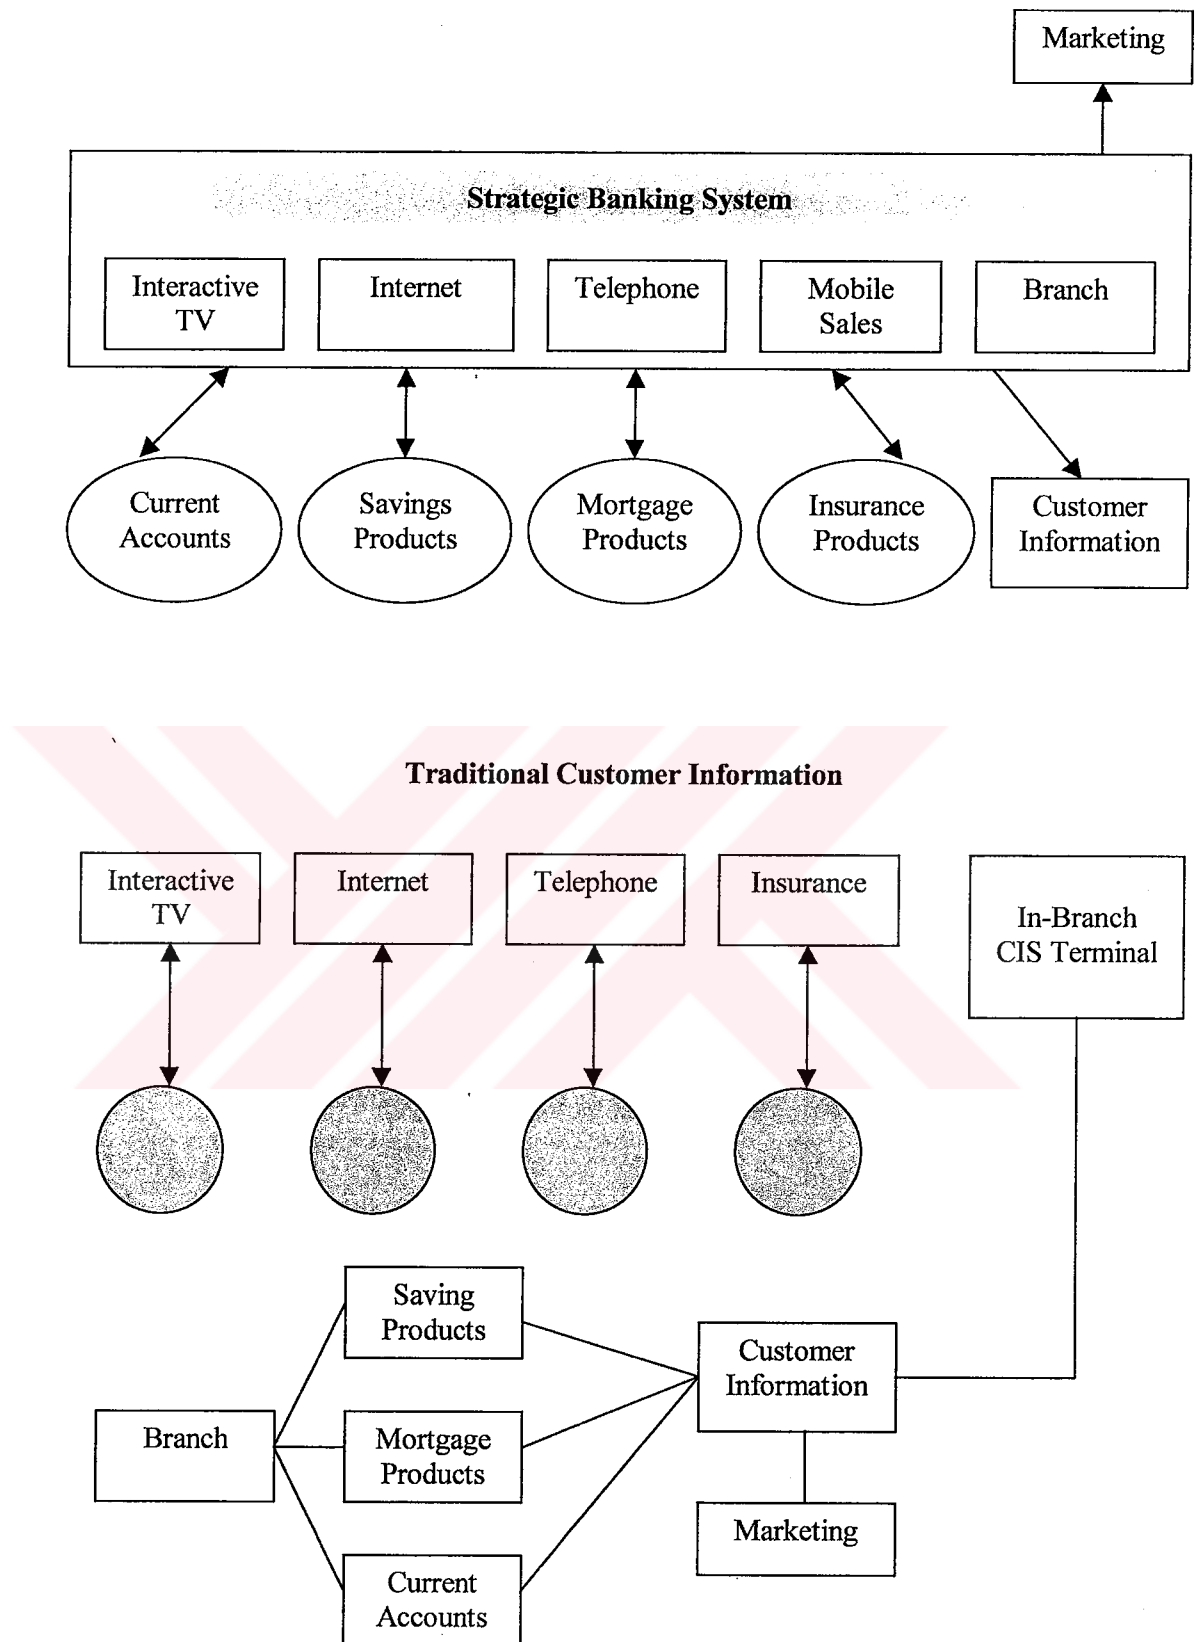 Marketing
Strategic Banking System
Interactive
TV
Internet
Telephone
Mobile
Sales
Branch
Current
Accounts
Savings
Products
Mortgage
Products
Insurance
Products
Customer
Information
Traditional Customer Information
Interactive
TV
Internet
Telephone
Insurance
In-Branch
CIS Terminal
Saving
Products
Customer
Information
Branch
Mortgage
Products
Marketing
Current
Accounts